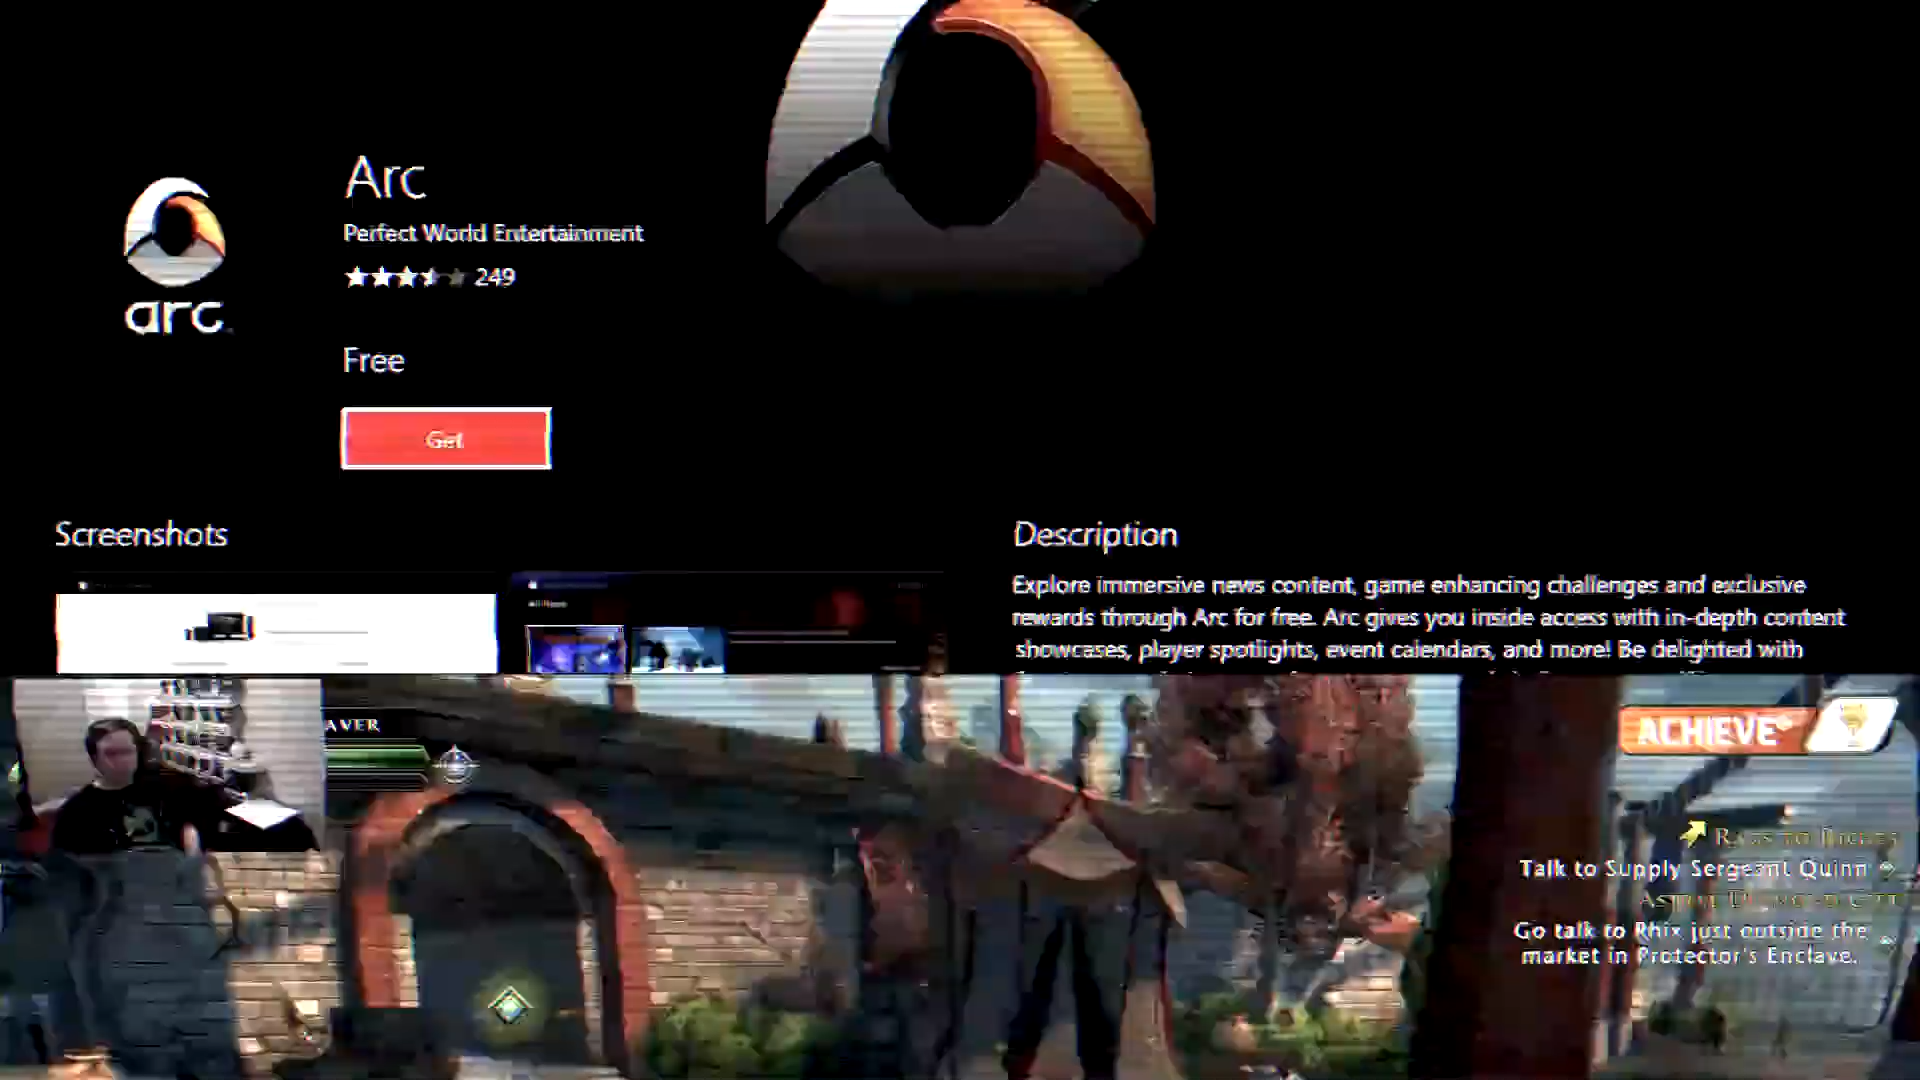 Arc
Perfect World Entertainment
249
arc
Free
Get
Screenshots
Description
Explore immersive news content, game enhancing challenges and exclusive
rewards through Arc for free. Arc gives you inside access with in-depth content
showcases, player spotlights, event calendars, and more! Be delighted with
AVER
ACHIEVE
Rags to Riches
Talk to Supply Sergeant Quinn
Go talk to Rhix just outside the
market in Protector's Enclave.